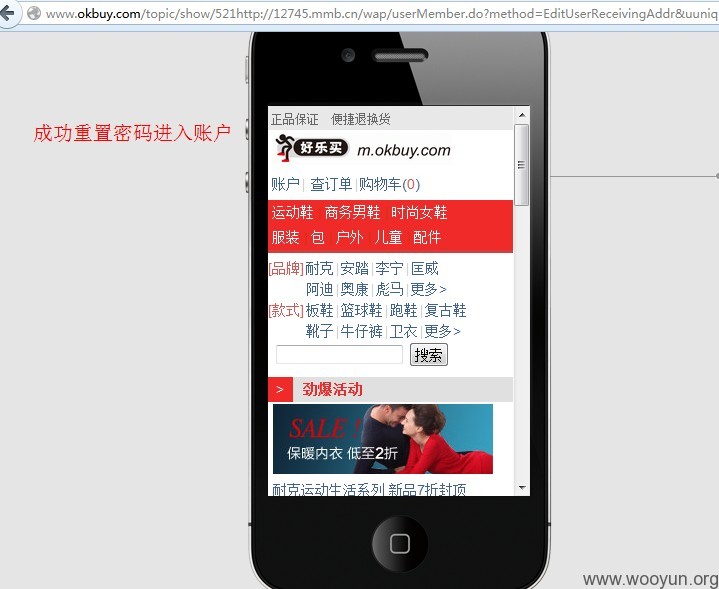 www.okbuy.com/topic/show/521http://12745.mmb.cn/wap/userMember.do?method=EditUserReceivingAddr&uuniq
成功重置密码进入账户
正品保证 便捷退换货
好乐买 m.okbuy.com
账户| 查订单|购物车(0)
运动鞋 商务男鞋 时尚女鞋
服装 包 户外 儿童 配件
[品牌]耐克|安踏|李宁|匡威
阿迪|奥康|彪马|更多>
[款式]板鞋|篮球鞋|跑鞋|复古鞋
靴子|牛仔裤|卫衣|更多>
搜索
> 劲爆活动
SALE!
保暖内衣 低至2折
耐克运动生活系列 新品7折封顶
www.wooyun.org